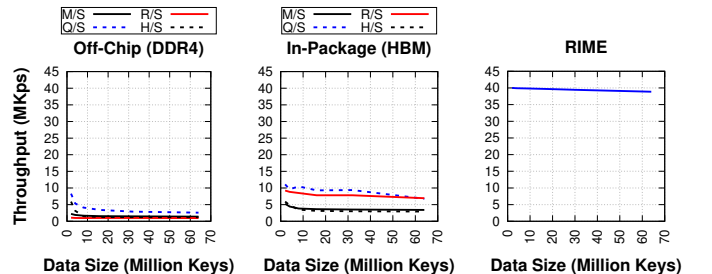 M/S R/S
Q/S H/S
M/S R/S
Q/S H/S
Off-Chip (DDR4)
In-Package (HBM)
RIME
Throughput (MKps)
45
40
35
30
25
20
15
10
5
0
0 10 20 30 40 50 60 70
Data Size (Million Keys)
45
40
35
30
25
20
15
10
5
0
0 10 20 30 40 50 60 70
Data Size (Million Keys)
45
40
35
30
25
20
15
10
5
0
0 10 20 30 40 50 60 70
Data Size (Million Keys)